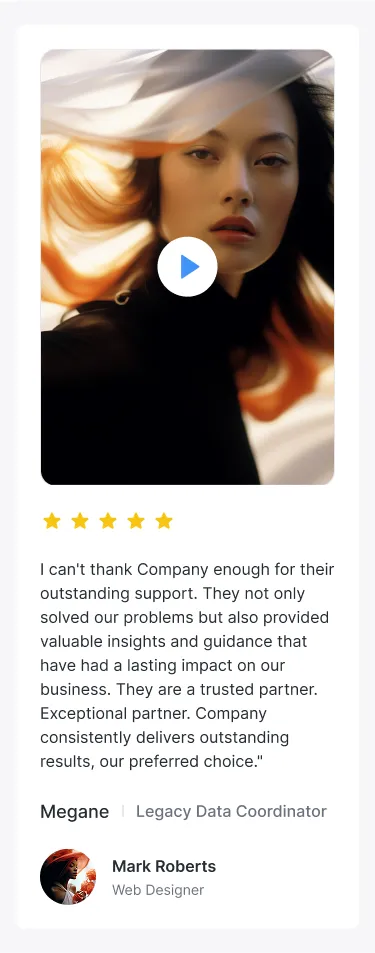 I can't thank Company enough for their
outstanding support. They not only
solved our problems but also provided
valuable insights and guidance that
have had a lasting impact on our
business. They are a trusted partner.
Exceptional partner. Company
consistently delivers outstanding
results, our preferred choice."
Megane | Legacy Data Coordinator
Mark Roberts
Web Designer